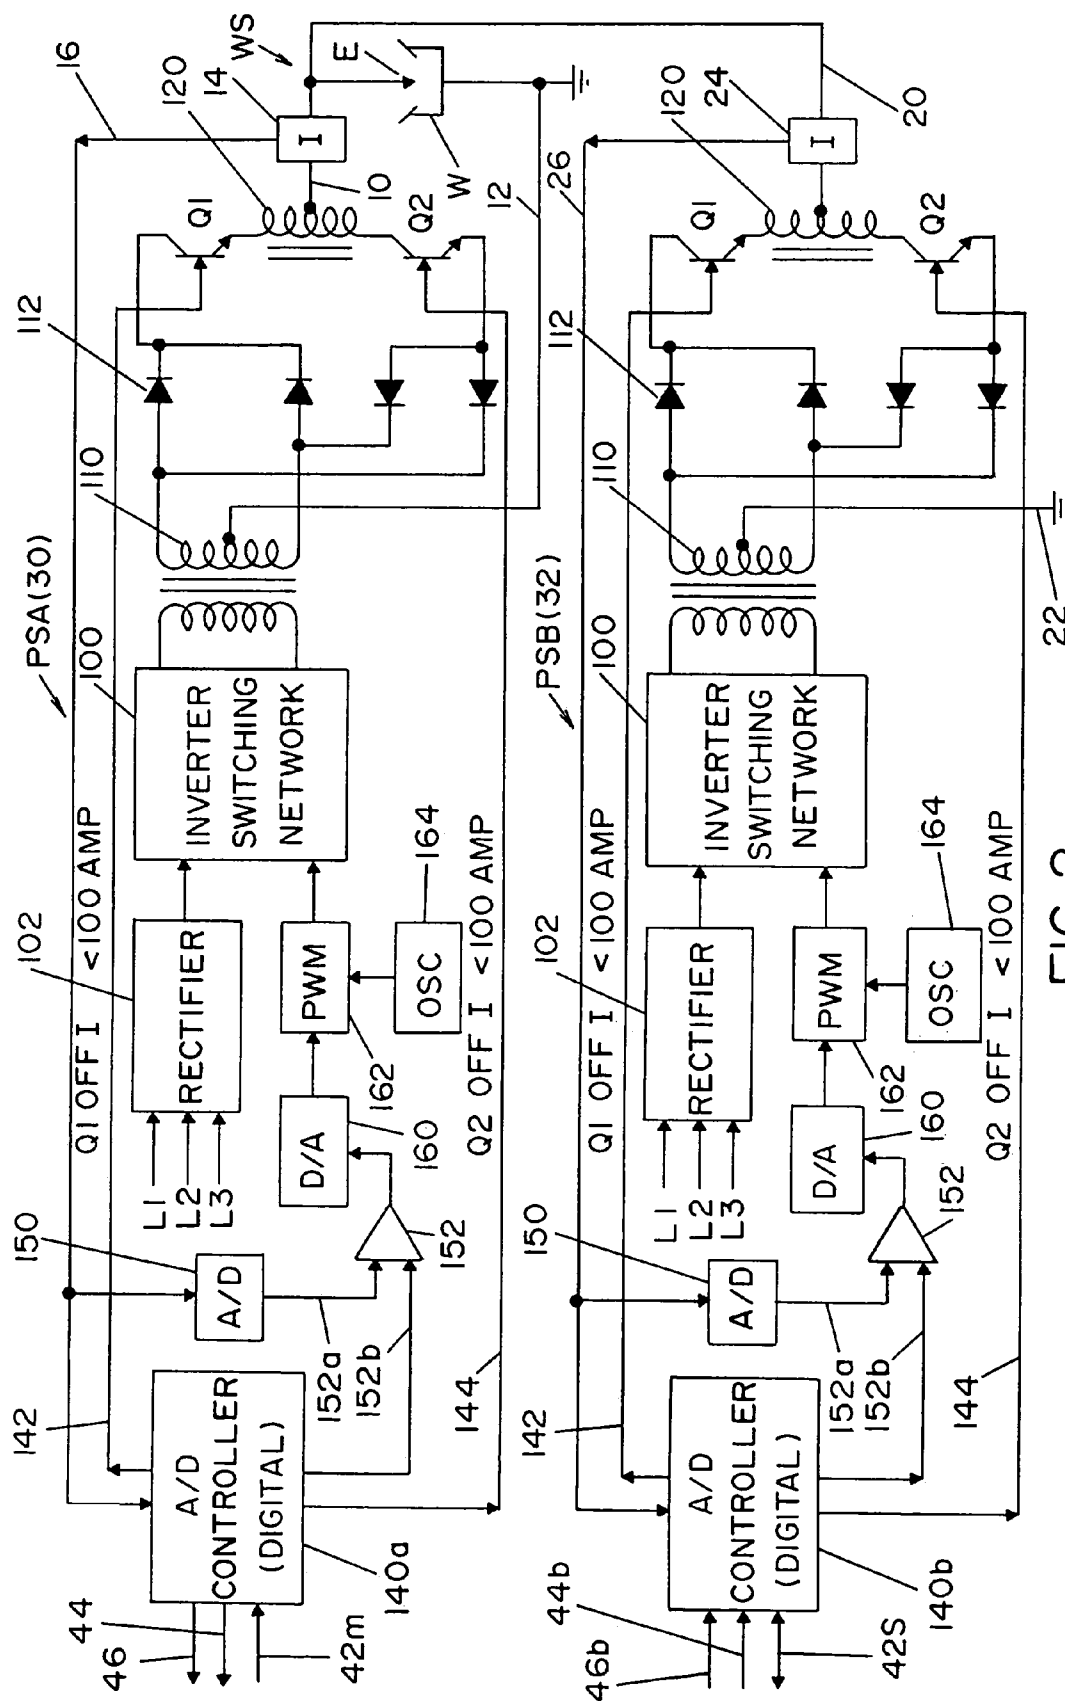 PSA(30)
16
120
14
WS
E
W
10
12
Q1
Q2
I
112
110
100
INVERTER
SWITCHING
NETWORK
102
RECTIFIER
L1
L2
L3
Q1 OFF I <100 AMP
Q2 OFF I <100 AMP
164
OSC
PWM
162
D/A
160
152
150
A/D
152a
152b
142
144
A/D
CONTROLLER
(DIGITAL)
140a
46
44
42m
PSB(32)
26
120
24
20
Q1
Q2
I
112
110
22
100
INVERTER
SWITCHING
NETWORK
102
RECTIFIER
L1
L2
L3
Q1 OFF I <100 AMP
Q2 OFF I <100 AMP
164
OSC
PWM
162
D/A
160
152
150
A/D
152a
152b
142
144
A/D
CONTROLLER
(DIGITAL)
140b
46b
44b
42S